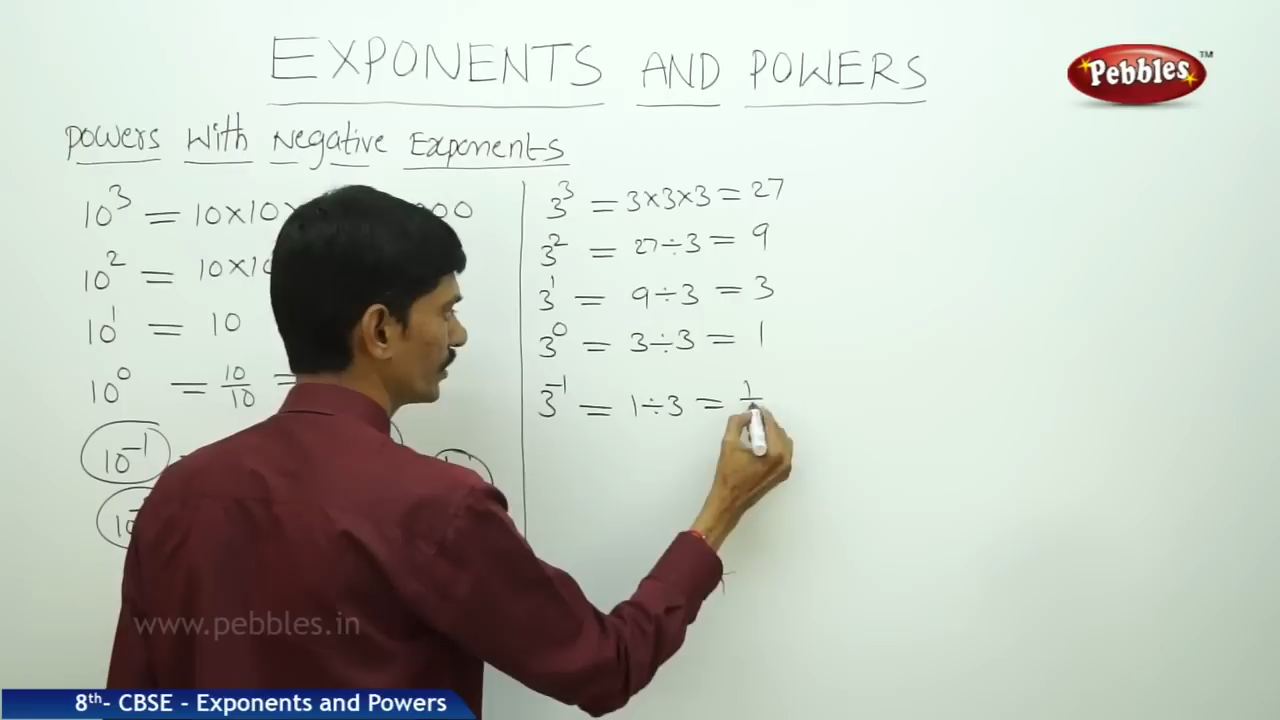 EXPONENTS AND POWERS
Pebbles™
Powers With Negative Exponents
10³ = 10×10
10² = 10×10
10¹ = 10
10⁰ = 10/10 =
10⁻¹
3³ = 3×3×3 = 27
3² = 27÷3 = 9
3¹ = 9÷3 = 3
3⁰ = 3÷3 = 1
3⁻¹ = 1÷3 = 1
www.pebbles.in
8th- CBSE - Exponents and Powers